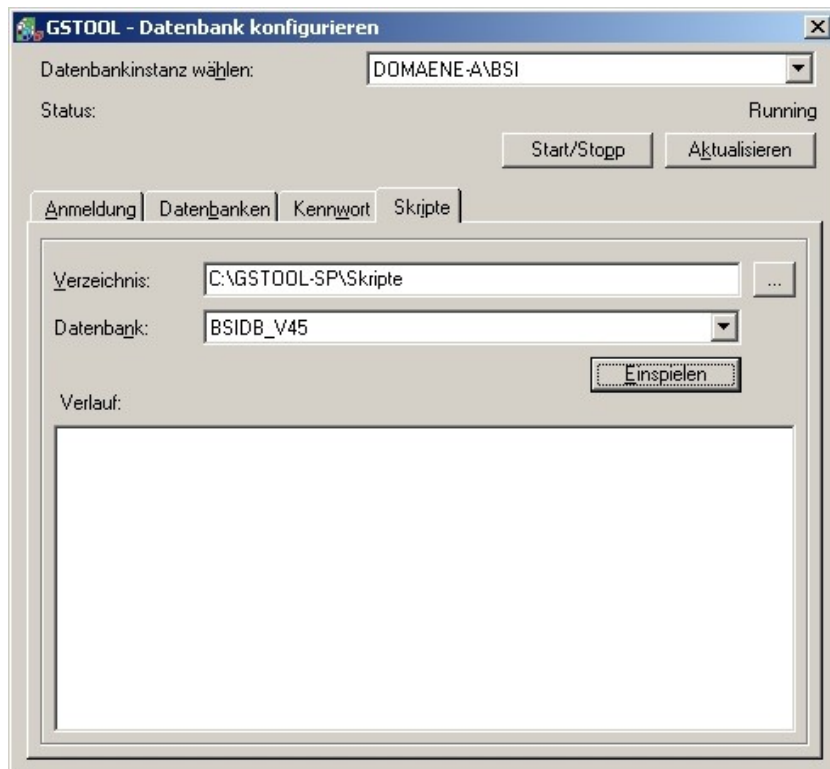 GSTOOL - Datenbank konfigurieren
Datenbankinstanz wählen: DOMAENE-A\BSI
Status: Running
Start/Stopp Aktualisieren
Anmeldung Datenbanken Kennwort Skripte
Verzeichnis: C:\GSTOOL-SP\Skripte ...
Datenbank: BSIDB_V45
Einspielen
Verlauf: